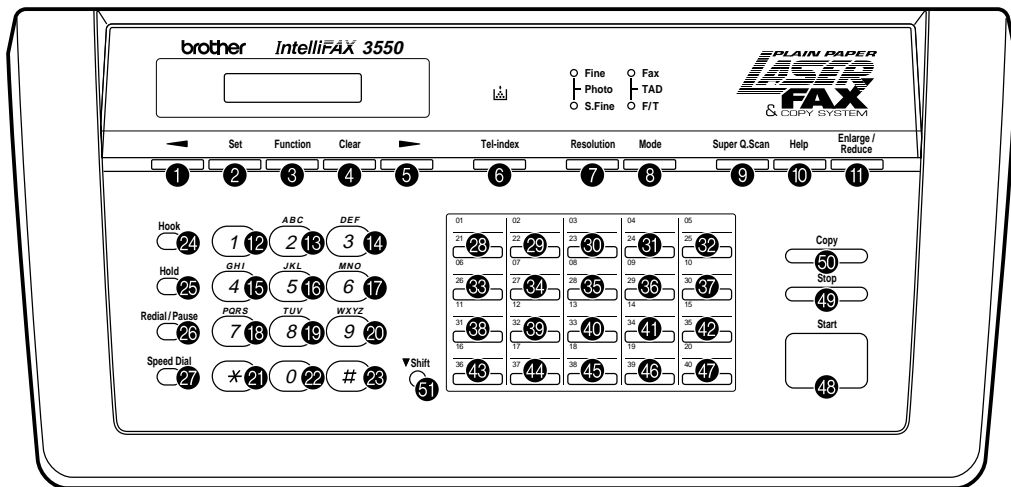 brother IntelliFAX 3550
Fine Fax
Photo TAD
S.Fine F/T
PLAIN PAPER
LASER
FAX
& COPY SYSTEM
Set Function Clear Tel-index Resolution Mode Super Q.Scan Help Enlarge / Reduce
1 2 3 4 5 6 7 8 9 10 11
Hook
24
1 12
ABC
2 13
DEF
3 14
Hold
25
GHI
4 15
JKL
5 16
MNO
6 17
Redial / Pause
26
PQRS
7 18
TUV
8 19
WXYZ
9 20
Speed Dial
27
* 21
0 22
# 23
▼Shift
51
01 02 03 04 05
21 28 22 29 23 30 24 31 25 32
06 07 08 09 10
26 33 27 34 28 35 29 36 30 37
11 12 13 14 15
31 38 32 39 33 40 34 41 35 42
16 17 18 19 20
36 43 37 44 38 45 39 46 40 47
Copy
50
Stop
49
Start
48